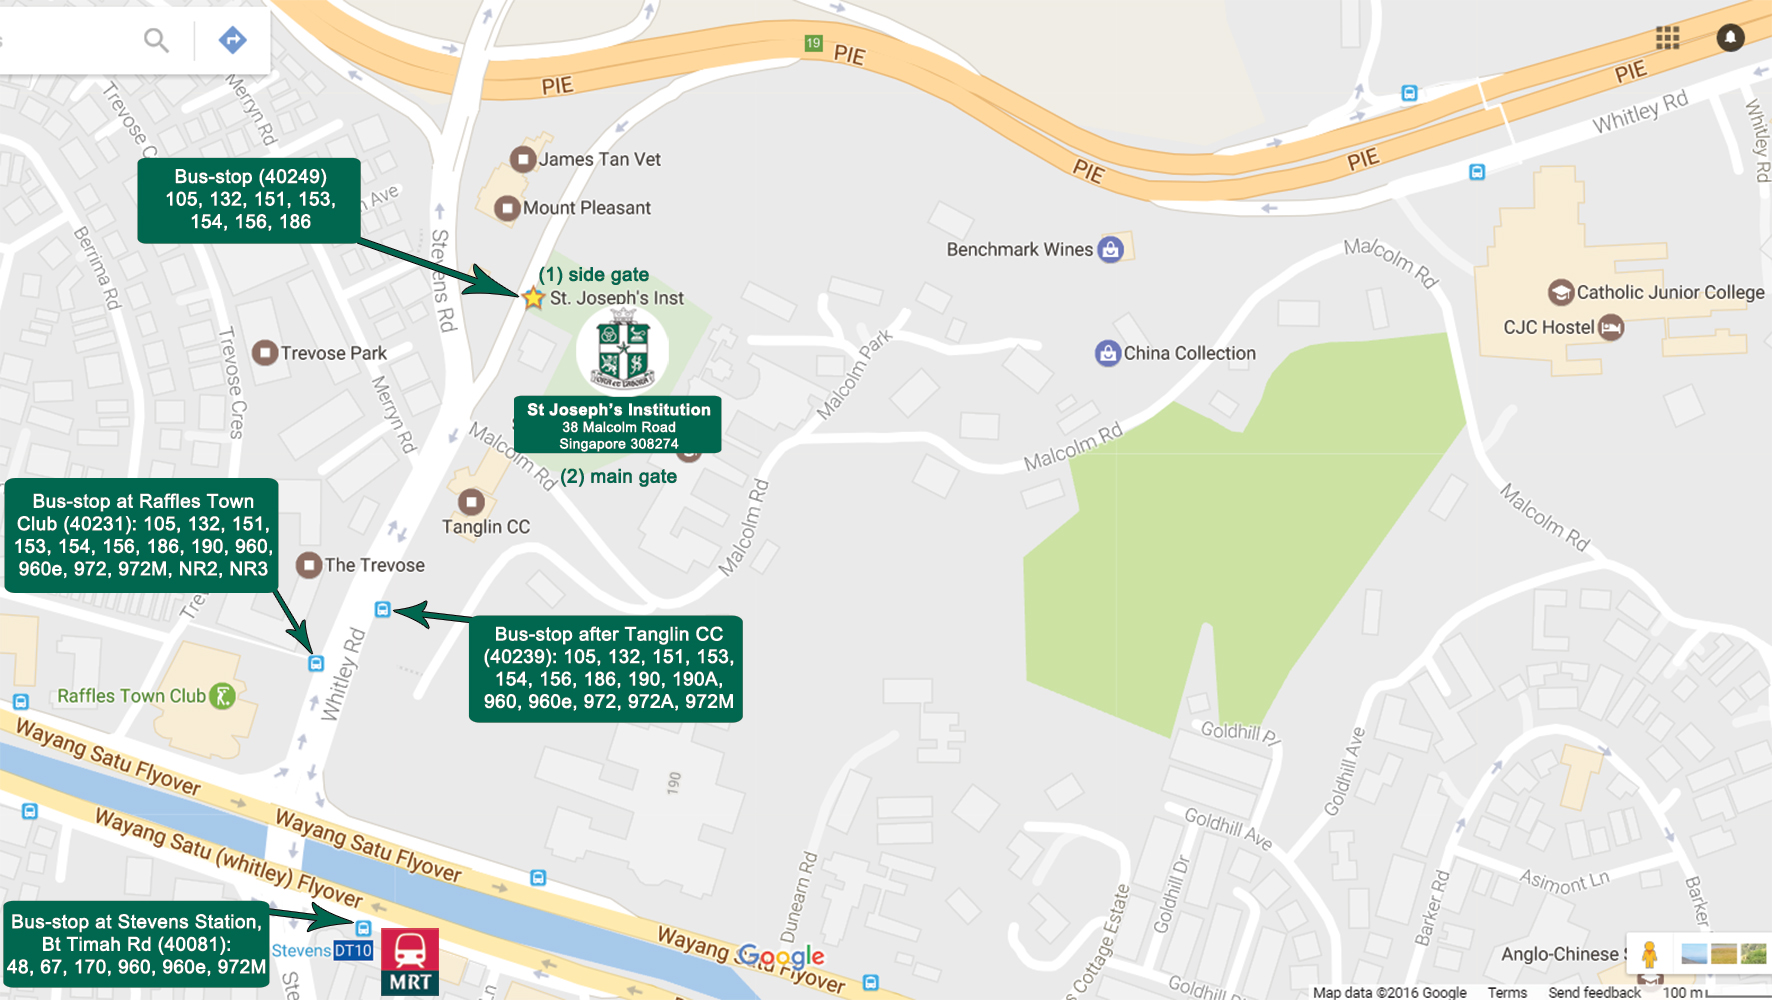 s
19
PIE
PIE
PIE
PIE
PIE
Whitley Rd
Whitley Rd
Trevose C
Merryn Rd
n Ave
Berrima Rd
Stevens Rd
James Tan Vet
Mount Pleasant
Bus-stop (40249)
105, 132, 151, 153,
154, 156, 186
(1) side gate
St. Joseph's Inst
Benchmark Wines
Malcolm Rd
Catholic Junior College
CJC Hostel
Trevose Park
Trevose Cres
Merryn Rd
Malcolm Park
China Collection
ORA ET LABORA
St Joseph's Institution
38 Malcolm Road
Singapore 308274
(2) main gate
Malcolm Rd
Malcolm Rd
Malcolm Rd
Malcolm Rd
Tanglin CC
Bus-stop at Raffles Town
Club (40231): 105, 132, 151,
153, 154, 156, 186, 190, 960,
960e, 972, 972M, NR2, NR3
The Trevose
Tre
Bus-stop after Tanglin CC
(40239): 105, 132, 151, 153,
154, 156, 186, 190, 190A,
960, 960e, 972, 972A, 972M
Whitley Rd
Raffles Town Club
Wayang Satu Flyover
Wayang Satu Flyover
Wayang Satu (whitley) Flyover
Wayang Satu Flyover
190
Goldhill Pl
Goldhill Ave
Goldhill Ave
Goldhill Dr
Dunearn Rd
s Cottage Estate
Barker Rd
Barker
Asimont Ln
Bus-stop at Stevens Station,
Bt Timah Rd (40081):
48, 67, 170, 960, 960e, 972M
Stevens DT10
MRT
Ste
Ln
Google
Anglo-Chinese S
Map data ©2016 Google Terms Send feedback 100 m